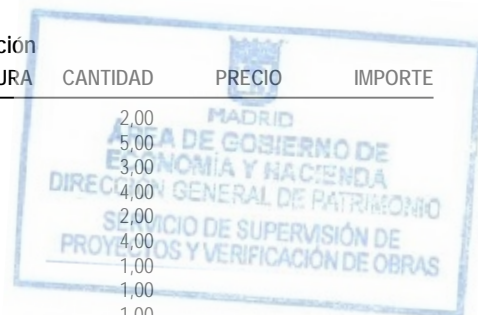 ción
URA CANTIDAD PRECIO IMPORTE
2,00
MADRID
5,00
ÁREA DE GOBIERNO DE
3,00
ECONOMÍA Y HACIENDA
4,00
DIRECCIÓN GENERAL DE PATRIMONIO
2,00
SERVICIO DE SUPERVISIÓN DE
4,00
PROYECTOS Y VERIFICACIÓN DE OBRAS
1,00
1,00
1,00